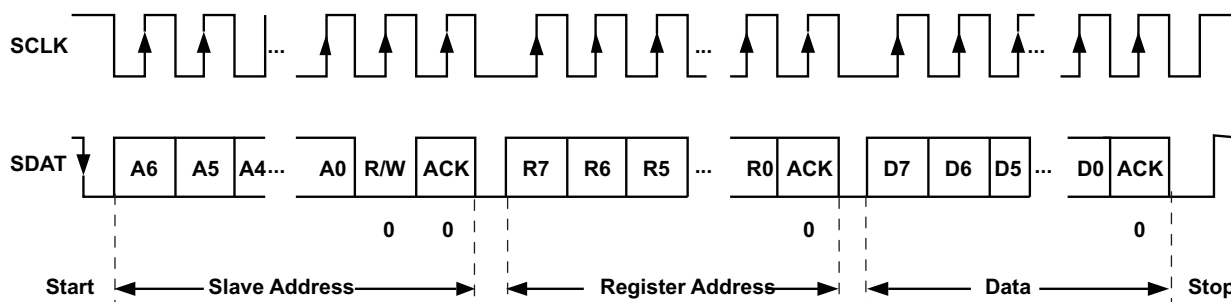 SCLK ... ... ...
SDAT A6 A5 A4... A0 R/W ACK R7 R6 R5 ... R0 ACK D7 D6 D5 ... D0 ACK
0 0 0 0
Start Slave Address Register Address Data Stop